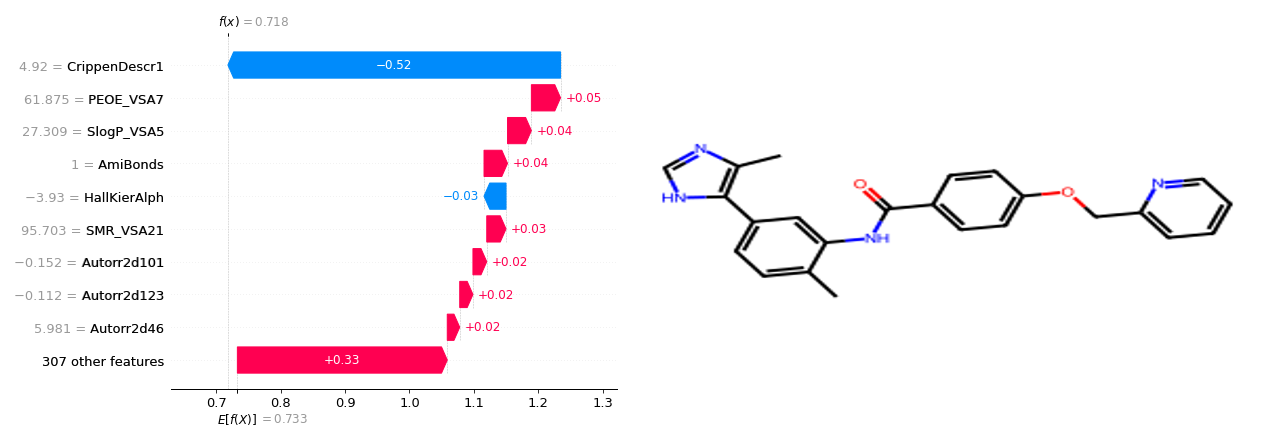 f(x) = 0.718
4.92 = CrippenDescr1
−0.52
61.875 = PEOE_VSA7
+0.05
27.309 = SlogP_VSA5
+0.04
1 = AmiBonds
+0.04
−3.93 = HallKierAlph
−0.03
95.703 = SMR_VSA21
+0.03
−0.152 = Autorr2d101
+0.02
−0.112 = Autorr2d123
+0.02
5.981 = Autorr2d46
+0.02
307 other features
+0.33
0.7 0.8 0.9 1.0 1.1 1.2 1.3
E[f(X)] = 0.733
N
HN
O
NH
O
N